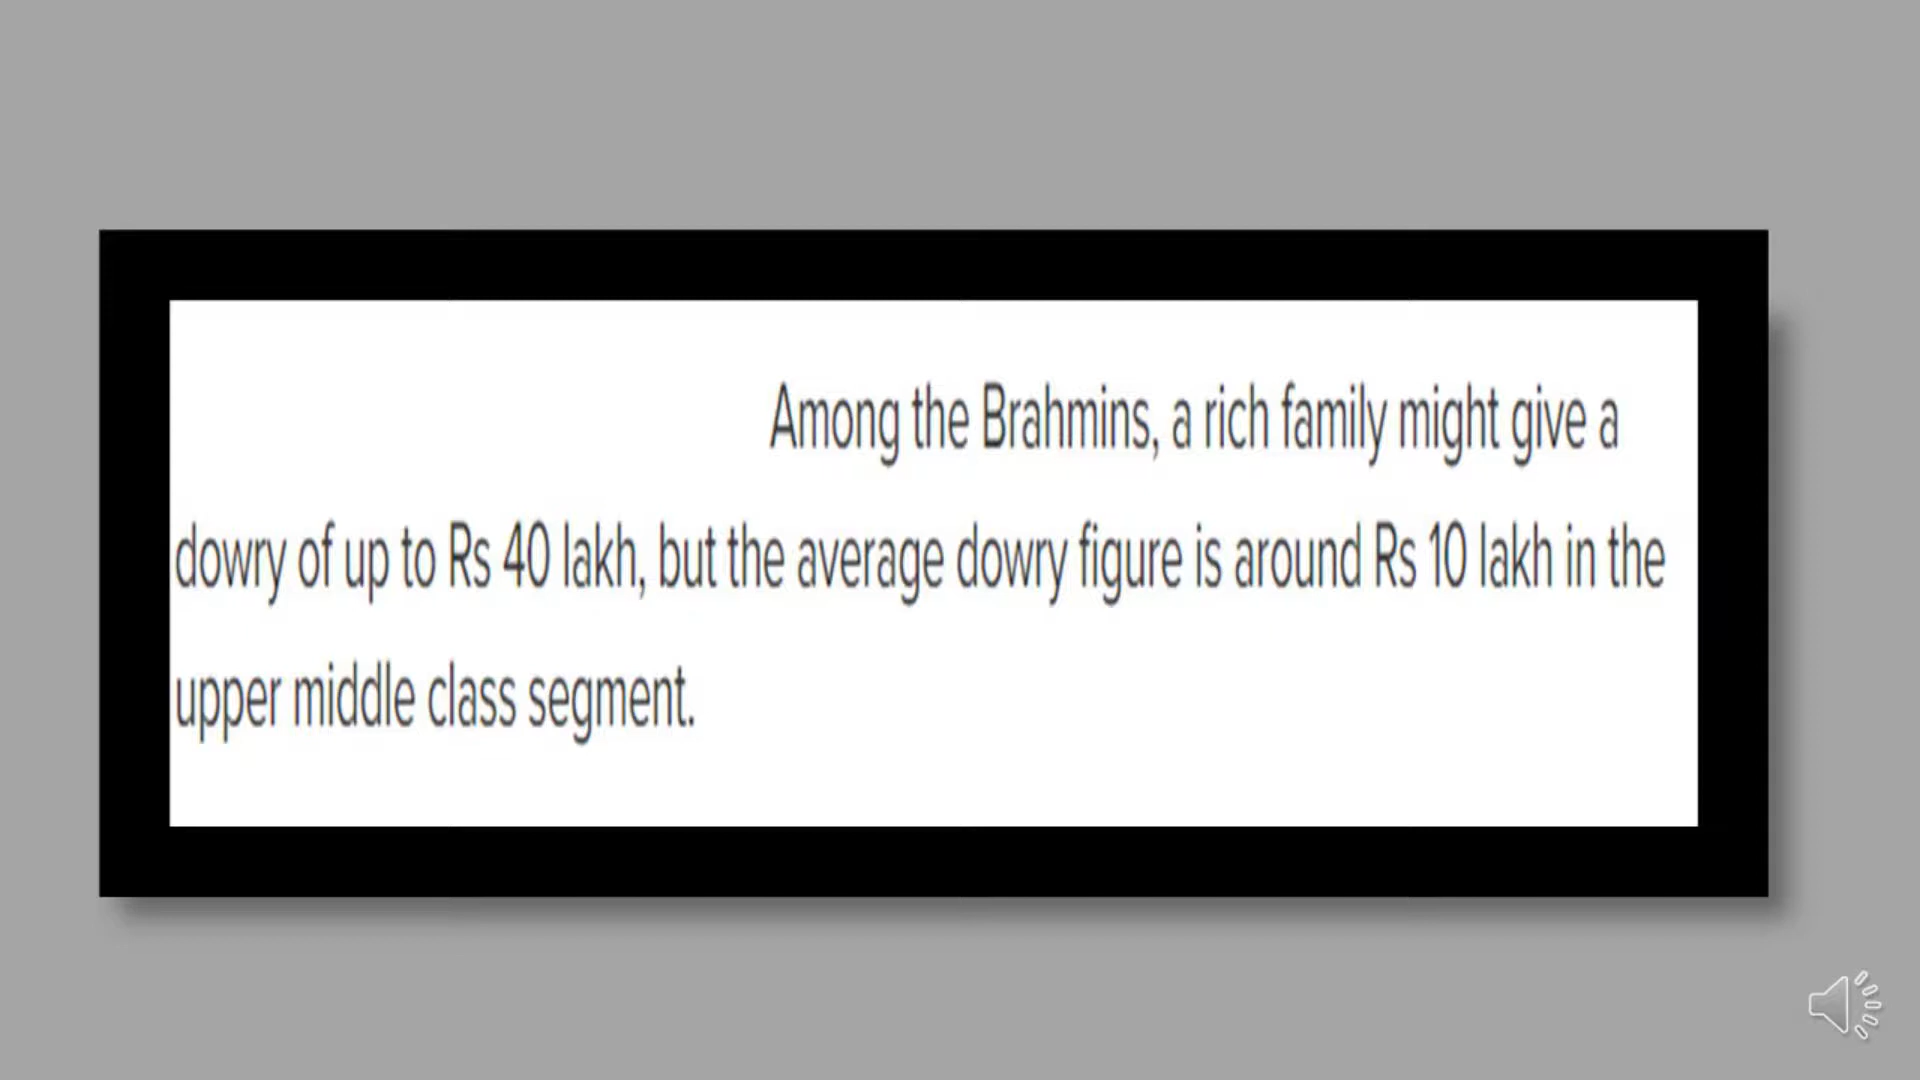 Among the Brahmins, a rich family might give a
dowry of up to Rs 40 lakh, but the average dowry figure is around Rs 10 lakh in the
upper middle class segment.